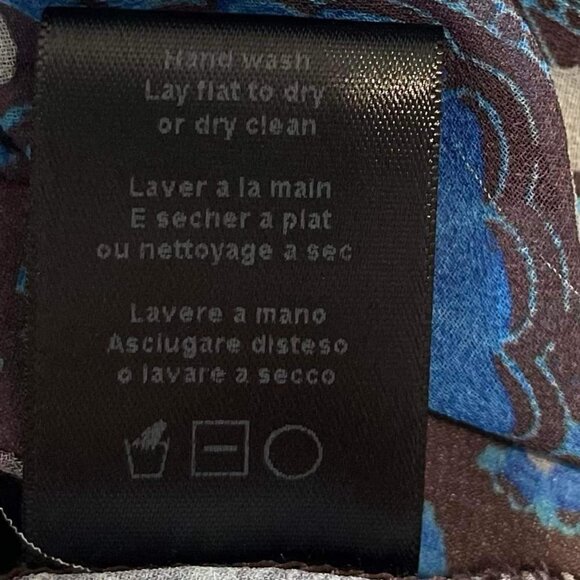 Hand wash
Lay flat to dry
or dry clean
Laver a la main
E secher a plat
ou nettoyage a sec
Lavere a mano
Asciugare disteso
o lavare a secco